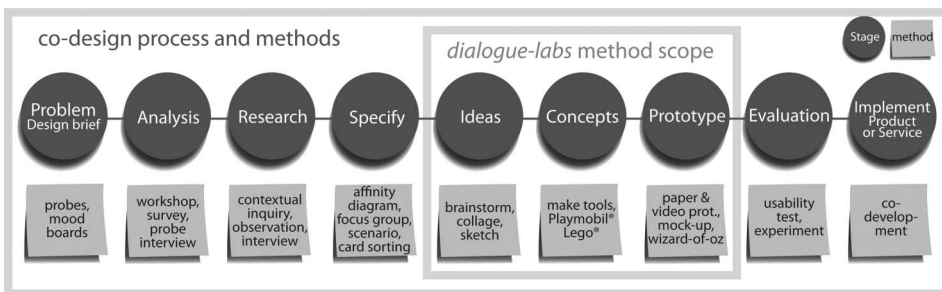 co-design process and methods
dialogue-labs method scope
Stage
method
Problem
Design brief
Analysis
Research
Specify
Ideas
Concepts
Prototype
Evaluation
Implement
Product
or Service
probes,
mood
boards
workshop,
survey,
probe
interview
contextual
inquiry,
observation,
interview
affinity
diagram,
focus group,
scenario,
card sorting
brainstorm,
collage,
sketch
make tools,
Playmobil®
Lego®
paper &
video prot.,
mock-up,
wizard-of-oz
usability
test,
experiment
co-
develop-
ment